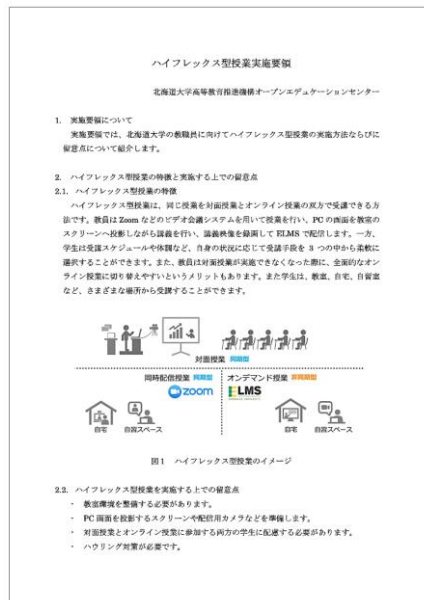 ハイフレックス型授業実施要領
北海道大学高等教育推進機構オープンエデュケーションセンター
1. 実施要領について
実施要領では、北海道大学の教職員に向けてハイフレックス型授業の実施方法ならびに
留意点について紹介します。
2. ハイフレックス型授業の特徴と実施する上での留意点
2.1. ハイフレックス型授業の特徴
ハイフレックス型授業は、同じ授業を対面授業とオンライン授業の双方で受講できる方
法です。教員は Zoom などのビデオ会議システムを用いて授業を行い、PC の画面を教室の
スクリーンへ投影しながら講義を行い、講義映像を録画して ELMS で配信します。一方、
学生は受講スケジュールや体調など、自身の状況に応じて受講手段を 3 つの中から柔軟に
選択することができます。また、教員は対面授業が実施できなくなった際に、全面的なオン
ライン授業に切り替えやすいというメリットもあります。また学生は、教室、自宅、自習室
など、さまざまな場所から受講することができます。
対面授業 同期型
同時配信授業 同期型 オンデマンド授業 非同期型
zoom ELMS
自宅 自習スペース 自宅 自習スペース
図 1 ハイフレックス型授業のイメージ
2.2. ハイフレックス型授業を実施する上での留意点
・ 教室環境を整備する必要があります。
・ PC 画面を投影するスクリーンや配信用カメラなどを準備します。
・ 対面授業とオンライン授業に参加する両方の学生に配慮する必要があります。
・ ハウリング対策が必要です。